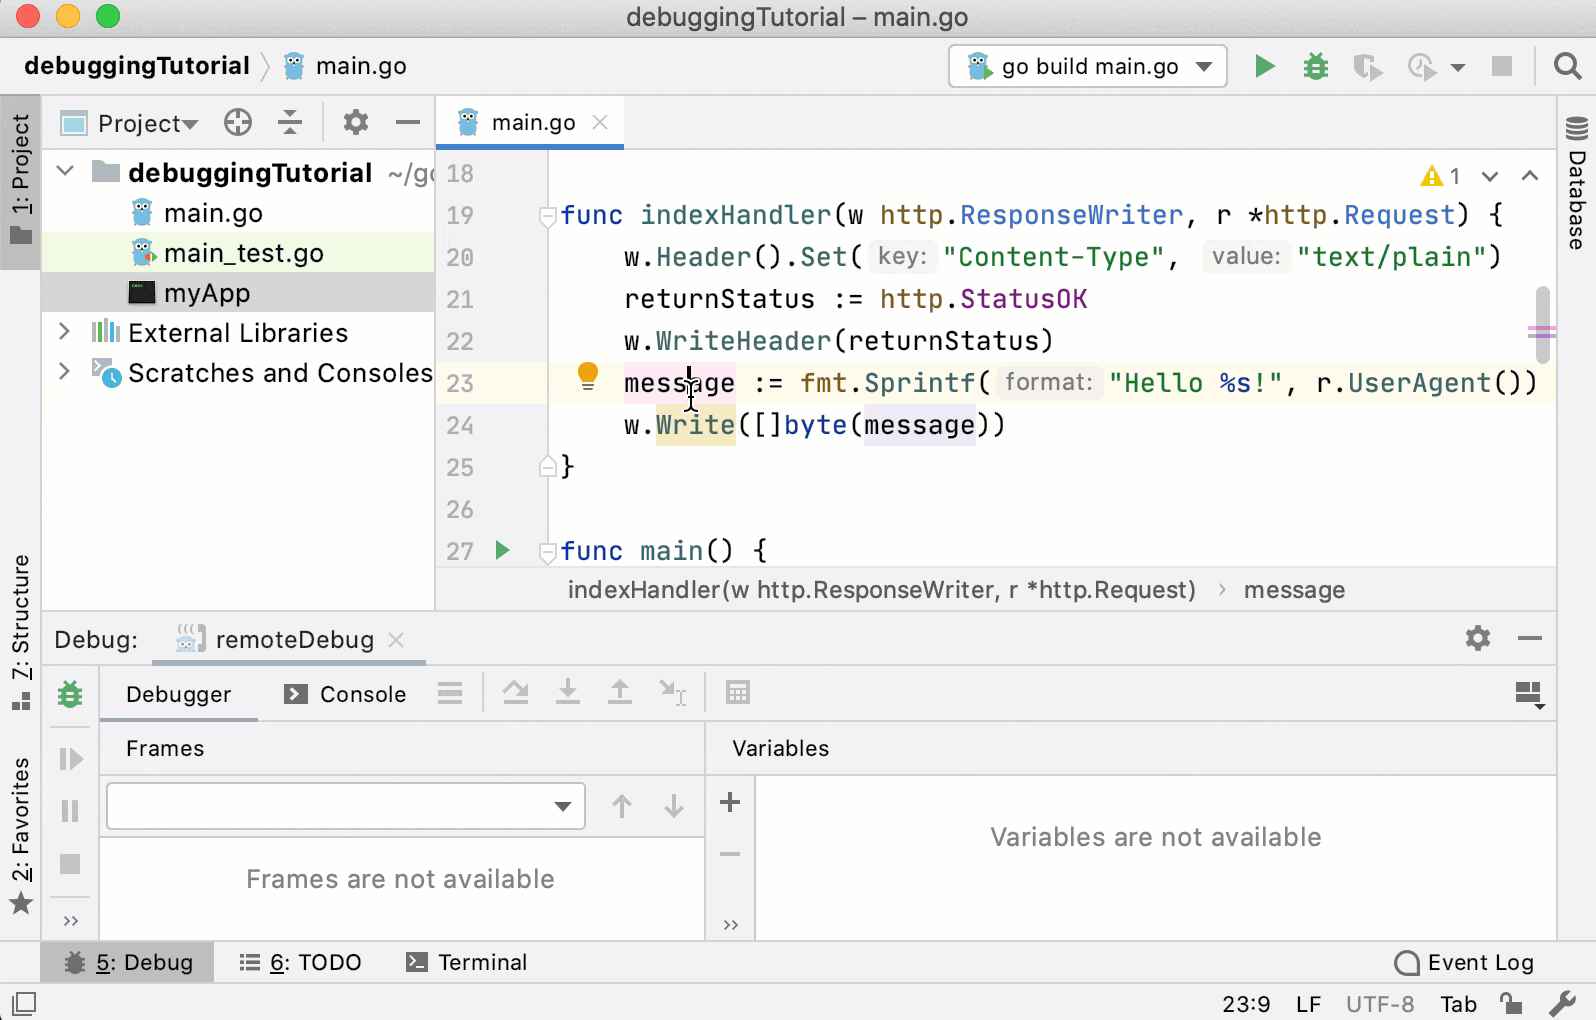 debuggingTutorial – main.go
debuggingTutorial
main.go
go build main.go
1: Project
Project
main.go
Database
debuggingTutorial ~/go
main.go
main_test.go
myApp
External Libraries
Scratches and Consoles
1
18
19 func indexHandler(w http.ResponseWriter, r *http.Request) {
20 w.Header().Set( key: "Content-Type", value: "text/plain")
21 returnStatus := http.StatusOK
22 w.WriteHeader(returnStatus)
23 message := fmt.Sprintf( format: "Hello %s!", r.UserAgent())
24 w.Write([]byte(message))
25 }
26
27 func main() {
indexHandler(w http.ResponseWriter, r *http.Request) › message
7: Structure
2: Favorites
Debug: remoteDebug
Debugger
Console
Frames
Variables
Frames are not available
Variables are not available
5: Debug
6: TODO
Terminal
Event Log
23:9 LF UTF-8 Tab